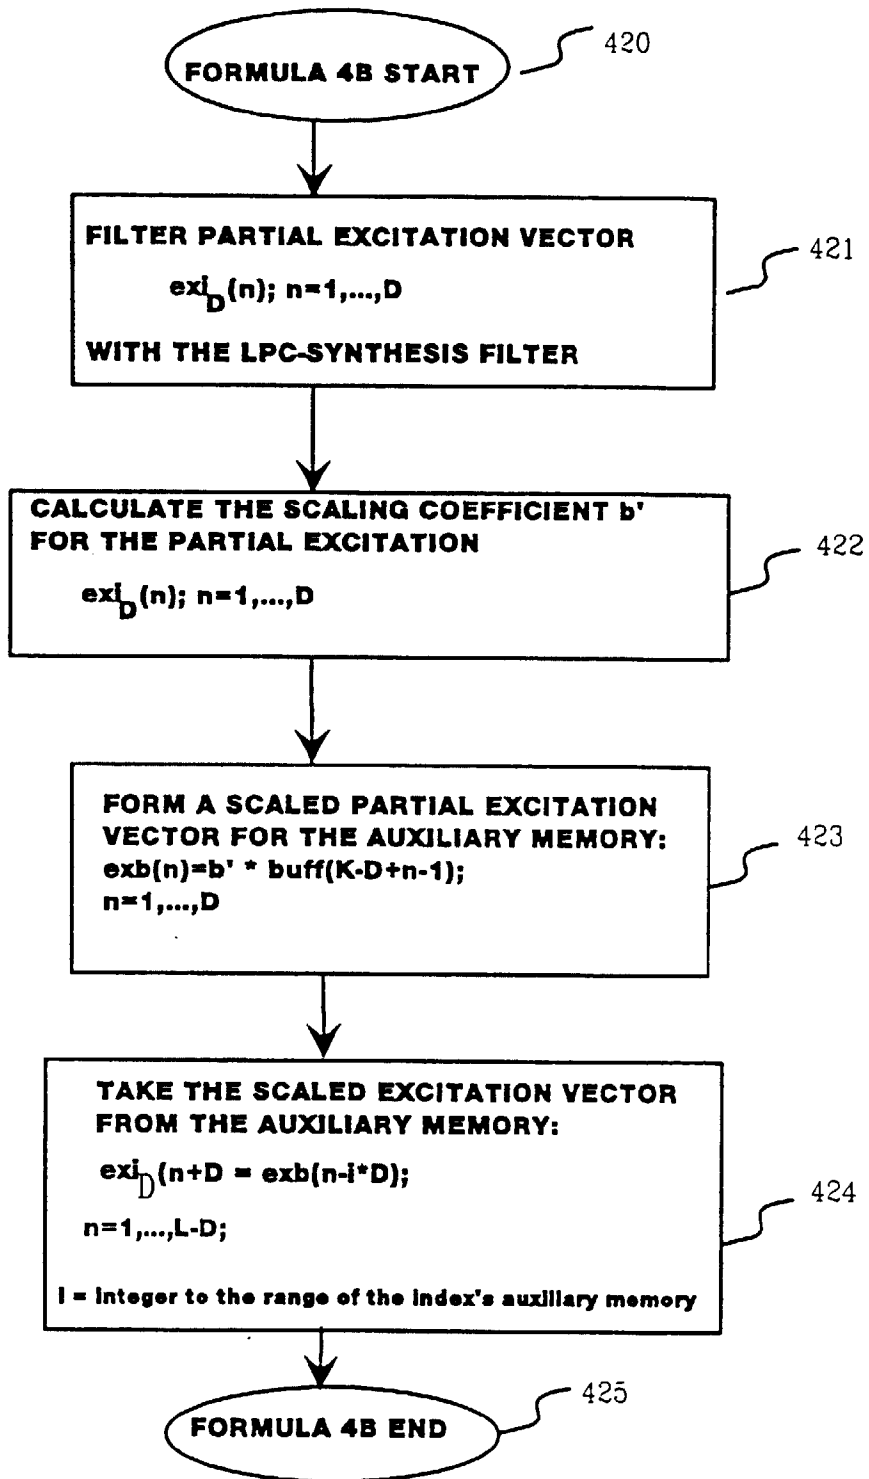 FORMULA 4B START
420
FILTER PARTIAL EXCITATION VECTOR
exi_D(n); n=1,...,D
WITH THE LPC-SYNTHESIS FILTER
421
CALCULATE THE SCALING COEFFICIENT b'
FOR THE PARTIAL EXCITATION
exi_D(n); n=1,...,D
422
FORM A SCALED PARTIAL EXCITATION
VECTOR FOR THE AUXILIARY MEMORY:
exb(n)=b' * buff(K-D+n-1);
n=1,...,D
423
TAKE THE SCALED EXCITATION VECTOR
FROM THE AUXILIARY MEMORY:
exi_D(n+D = exb(n-i*D);
n=1,...,L-D;
i = integer to the range of the index's auxiliary memory
424
FORMULA 4B END
425